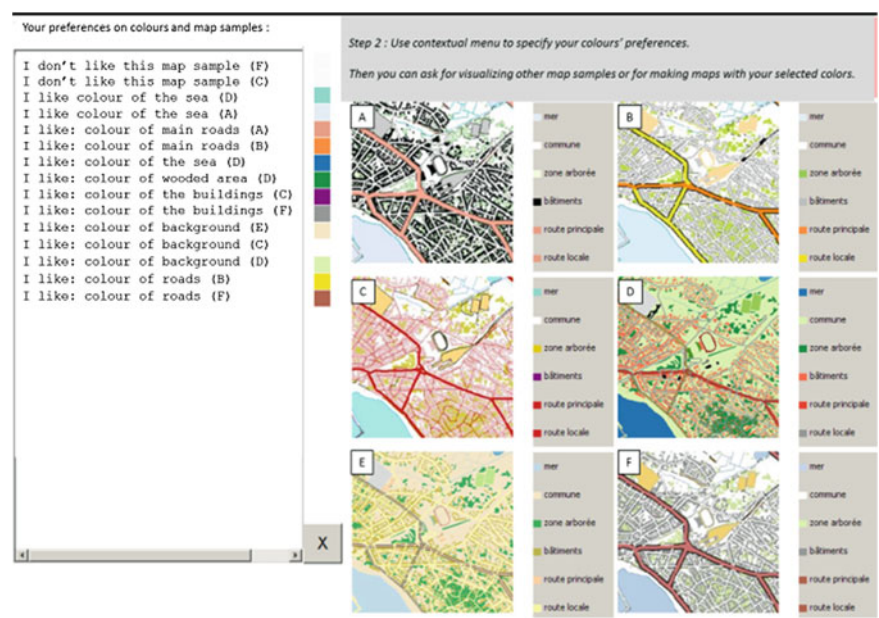 Your preferences on colours and map samples :
I don't like this map sample (F)
I don't like this map sample (C)
I like colour of the sea (D)
I like colour of the sea (A)
I like: colour of main roads (A)
I like: colour of main roads (B)
I like: colour of the sea (D)
I like: colour of wooded area (D)
I like: colour of the buildings (C)
I like: colour of the buildings (F)
I like: colour of background (E)
I like: colour of background (C)
I like: colour of background (D)
I like: colour of roads (B)
I like: colour of roads (F)
X
Step 2 : Use contextual menu to specify your colours' preferences.
Then you can ask for visualizing other map samples or for making maps with your selected colors.
A
mer
commune
zone arborée
bâtiments
route principale
route locale
B
mer
commune
zone arborée
bâtiments
route principale
route locale
C
mer
commune
zone arborée
bâtiments
route principale
route locale
D
mer
commune
zone arborée
bâtiments
route principale
route locale
E
mer
commune
zone arborée
bâtiments
route principale
route locale
F
mer
commune
zone arborée
bâtiments
route principale
route locale